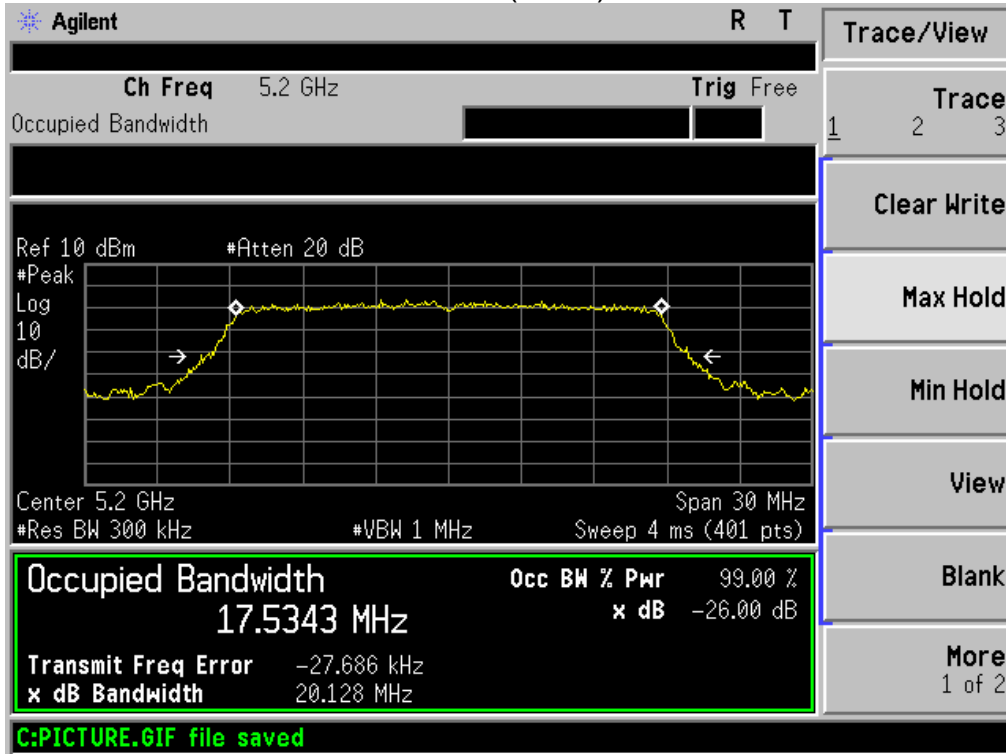 Agilent R T
Ch Freq 5.2 GHz Trig Free
Occupied Bandwidth
Ref 10 dBm #Atten 20 dB
#Peak
Log
10
dB/
Center 5.2 GHz Span 30 MHz
#Res BW 300 kHz #VBW 1 MHz Sweep 4 ms (401 pts)
Occupied Bandwidth
17.5343 MHz
Occ BW % Pwr 99.00 %
x dB -26.00 dB
Transmit Freq Error -27.686 kHz
x dB Bandwidth 20.128 MHz
C:PICTURE.GIF file saved
Trace/View
Trace
1 2 3
Clear Write
Max Hold
Min Hold
View
Blank
More
1 of 2